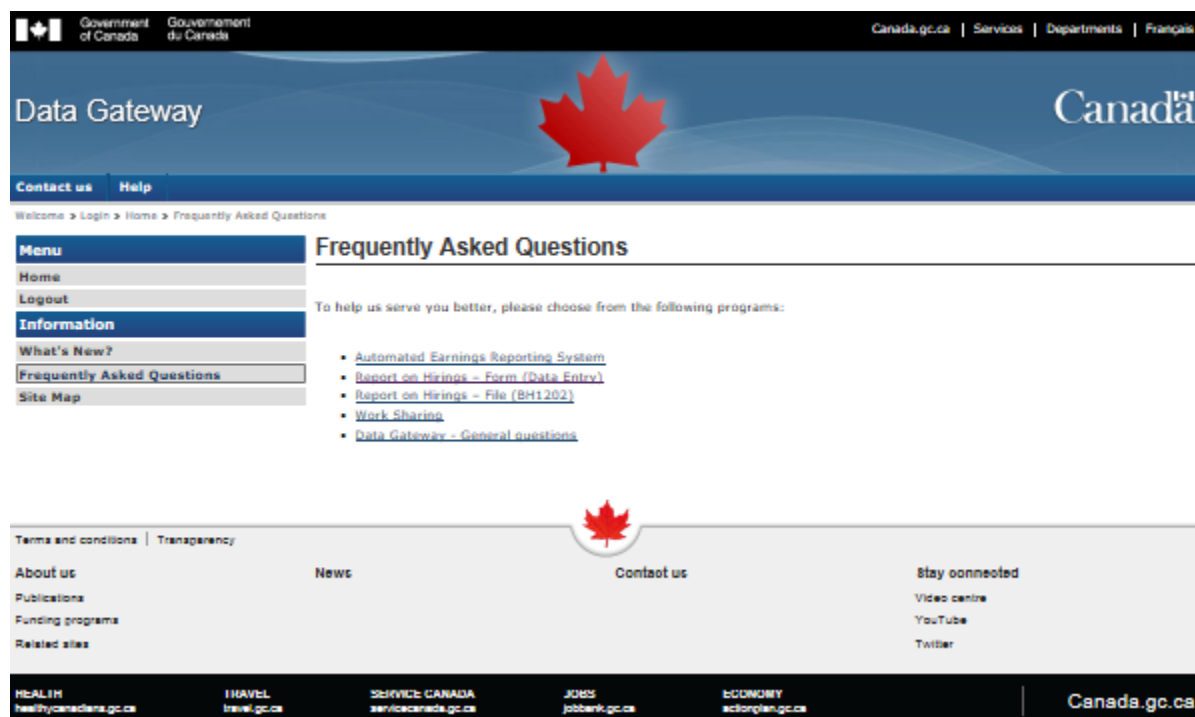 Government of Canada Gouvernement du Canada
Canada.gc.ca | Services | Departments | Français
Data Gateway
Canada
Contact us Help
Welcome > Login > Home > Frequently Asked Questions
Menu
Home
Logout
Information
What's New?
Frequently Asked Questions
Site Map
Frequently Asked Questions
To help us serve you better, please choose from the following programs:
▪ Automated Earnings Reporting System
▪ Report on Hirings – Form (Data Entry)
▪ Report on Hirings – File (BH1202)
▪ Work Sharing
▪ Data Gateway - General questions
Terms and conditions | Transparency
About us
Publications
Funding programs
Related sites
News
Contact us
Stay connected
Video centre
YouTube
Twitter
HEALTH
healthycanadians.gc.ca
TRAVEL
travel.gc.ca
SERVICE CANADA
servicecanada.gc.ca
JOBS
jobbank.gc.ca
ECONOMY
actionplan.gc.ca
Canada.gc.ca